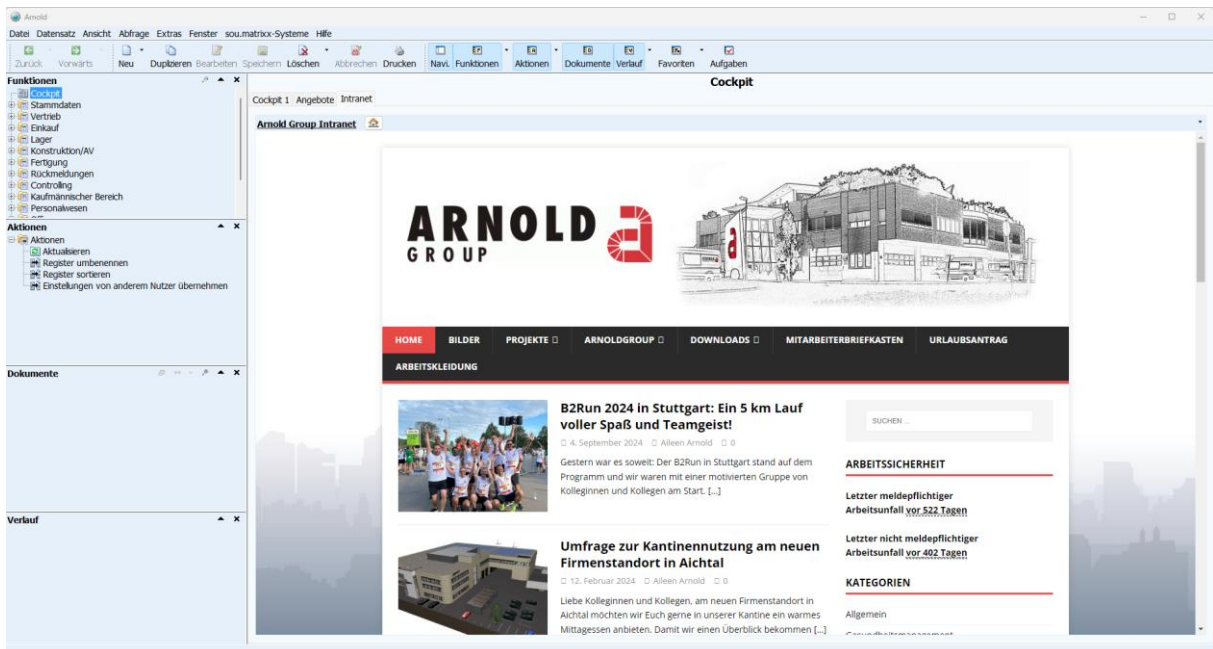 Arnold
Datei Datensatz Ansicht Abfrage Extras Fenster sou.matrixx-Systeme Hilfe
Zurück Vorwärts Neu Duplizieren Bearbeiten Speichern Löschen Abbrechen Drucken Navi. Funktionen Aktionen Dokumente Verlauf Favoriten Aufgaben
Funktionen
Cockpit
Stammdaten
Vertrieb
Einkauf
Lager
Konstruktion/AV
Fertigung
Rückmeldungen
Controling
Kaufmännischer Bereich
Personalwesen
Aktionen
Aktionen
Aktualisieren
Register umbenennen
Register sortieren
Einstellungen von anderem Nutzer übernehmen
Dokumente
Verlauf
Cockpit
Cockpit 1 Angebote Intranet
Arnold Group Intranet
ARNOLD a
GROUP
HOME BILDER PROJEKTE ARNOLDGROUP DOWNLOADS MITARBEITERBRIEFKASTEN URLAUBSANTRAG
ARBEITSKLEIDUNG
B2Run 2024 in Stuttgart: Ein 5 km Lauf
voller Spaß und Teamgeist!
4. September 2024 Aileen Arnold 0
Gestern war es soweit: Der B2Run in Stuttgart stand auf dem
Programm und wir waren mit einer motivierten Gruppe von
Kolleginnen und Kollegen am Start. [...]
Umfrage zur Kantinennutzung am neuen
Firmenstandort in Aichtal
12. Februar 2024 Aileen Arnold 0
Liebe Kolleginnen und Kollegen, am neuen Firmenstandort in
Aichtal möchten wir Euch gerne in unserer Kantine ein warmes
Mittagessen anbieten. Damit wir einen Überblick bekommen [...]
SUCHEN ...
ARBEITSSICHERHEIT
Letzter meldepflichtiger
Arbeitsunfall vor 522 Tagen
Letzter nicht meldepflichtiger
Arbeitsunfall vor 402 Tagen
KATEGORIEN
Allgemein
Gesundheitsmanagement